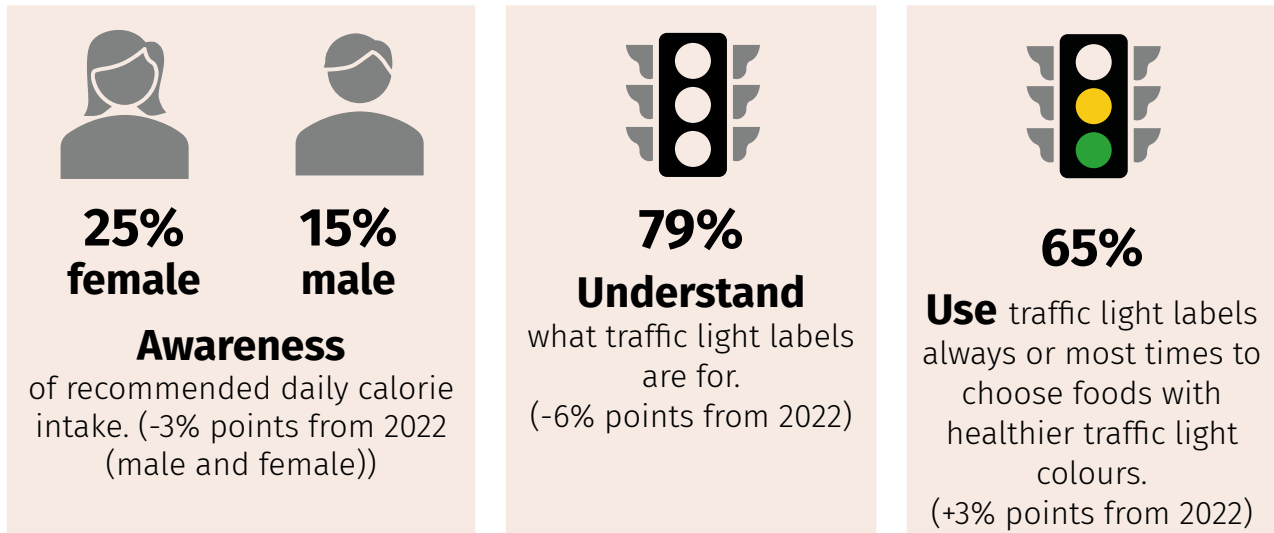 25%
female
15%
male
Awareness
of recommended daily calorie
intake. (-3% points from 2022
(male and female))
79%
Understand
what traffic light labels
are for.
(-6% points from 2022)
65%
Use traffic light labels
always or most times to
choose foods with
healthier traffic light
colours.
(+3% points from 2022)